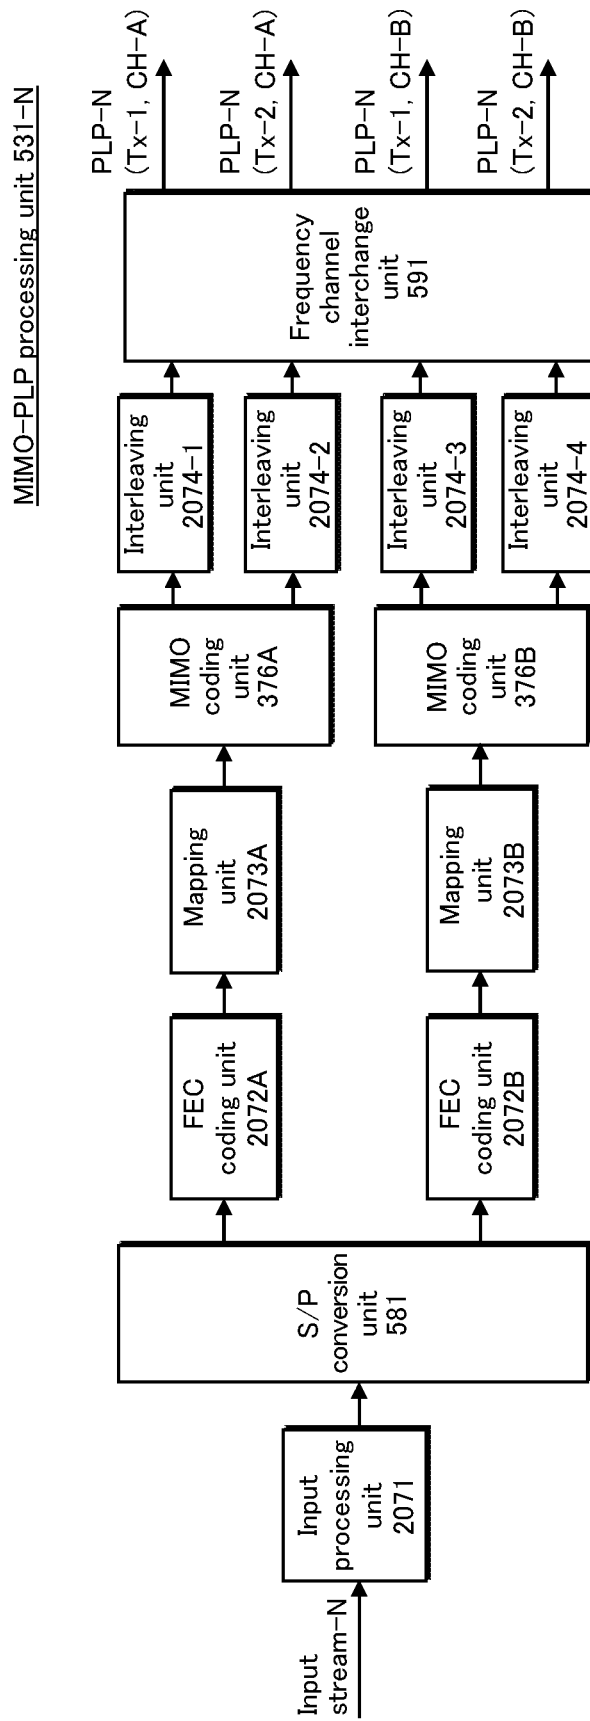 MIMO-PLP processing unit 531-N
Input
stream-N
Input
processing
unit
2071
S/P
conversion
unit
581
FEC
coding unit
2072A
Mapping
unit
2073A
MIMO
coding
unit
376A
Interleaving
unit
2074-1
Interleaving
unit
2074-2
FEC
coding unit
2072B
Mapping
unit
2073B
MIMO
coding
unit
376B
Interleaving
unit
2074-3
Interleaving
unit
2074-4
Frequency
channel
interchange
unit
591
PLP-N
(Tx-1, CH-A)
PLP-N
(Tx-2, CH-A)
PLP-N
(Tx-1, CH-B)
PLP-N
(Tx-2, CH-B)